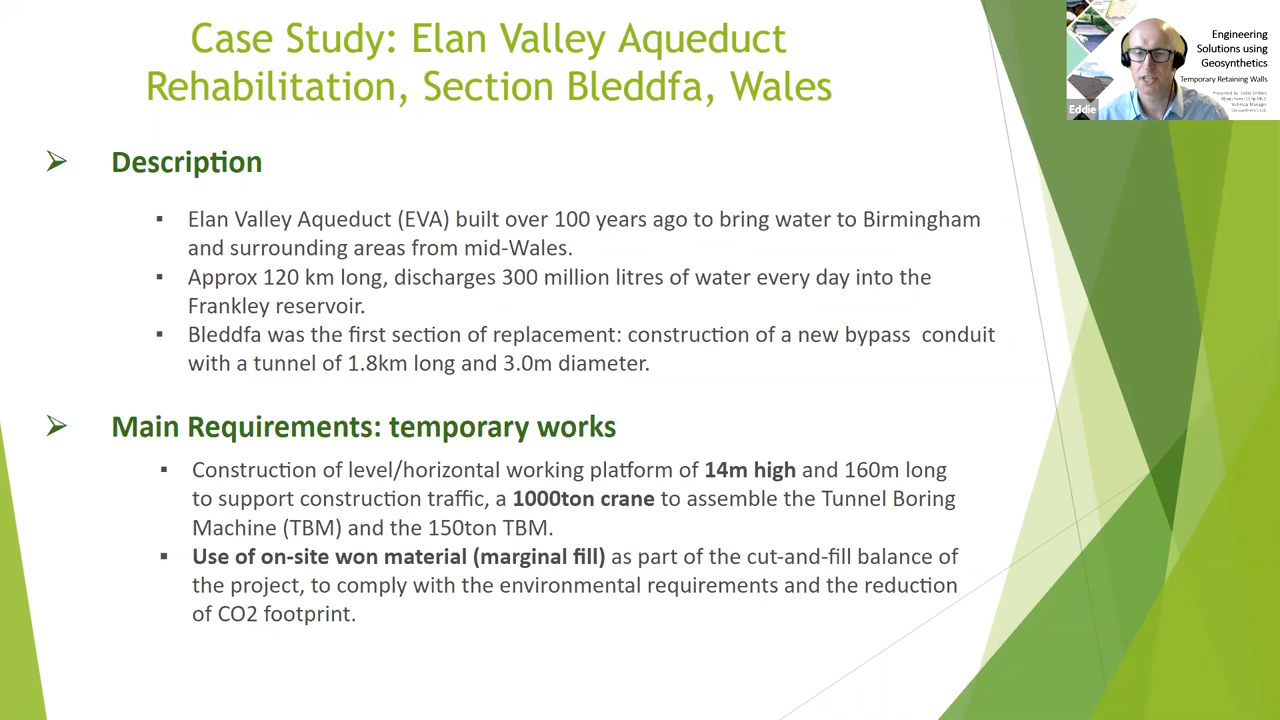 Case Study: Elan Valley Aqueduct
Rehabilitation, Section Bleddfa, Wales
Engineering
Solutions using
Geosynthetics
Temporary Retaining Walls
Eddie
Description
Elan Valley Aqueduct (EVA) built over 100 years ago to bring water to Birmingham
and surrounding areas from mid-Wales.
Approx 120 km long, discharges 300 million litres of water every day into the
Frankley reservoir.
Bleddfa was the first section of replacement: construction of a new bypass  conduit
with a tunnel of 1.8km long and 3.0m diameter.
Main Requirements: temporary works
Construction of level/horizontal working platform of 14m high and 160m long
to support construction traffic, a 1000ton crane to assemble the Tunnel Boring
Machine (TBM) and the 150ton TBM.
Use of on-site won material (marginal fill) as part of the cut-and-fill balance of
the project, to comply with the environmental requirements and the reduction
of CO2 footprint.